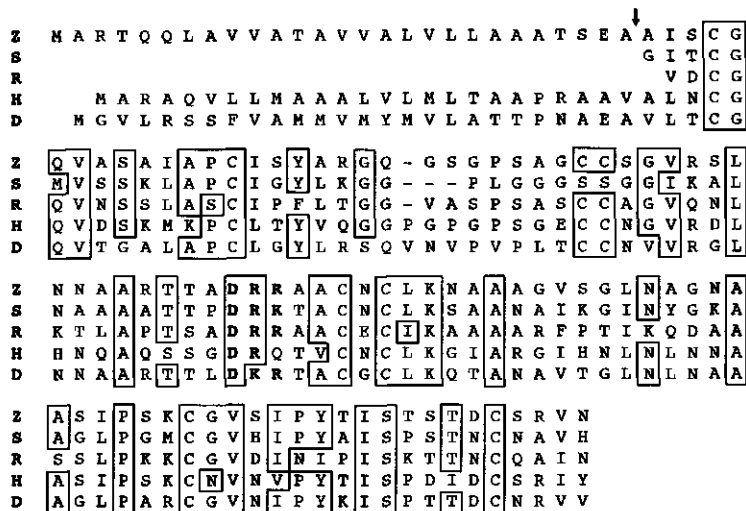 Z M A R T Q Q L A V V A T A V V A L V L L A A A T S E A A I S C G
S G I T C G
R V D C G
H M A R A Q V L L M A A A L V L M L T A A P R A A V A L N C G
D M G V L R S S F V A M M V M Y M V L A T T P N A E A V L T C G
Z Q V A S A I A P C I S Y A R G Q - G S G P S A G C C S G V R S L
S M V S S K L A P C I G Y L K G G - - - P L G G G S S G G I K A L
R Q V N S S L A S C I P F L T G G - V A S P S A S C C A G V Q N L
H Q V D S K M K P C L T Y V Q G G P G P G P S G E C C N G V R D L
D Q V T G A L A P C L G Y L R S Q V N V P V P L T C C N V V R G L
Z N N A A R T T A D R R A A C N C L K N A A A G V S G L N A G N A
S N A A A A T T P D R K T A C N C L K S A A N A I K G I N Y G K A
R K T L A P T S A D R R A A C E C I K A A A A R F P T I K Q D A A
H H N Q A Q S S G D R Q T V C N C L K G I A R G I H N L N L N N A
D N N A A R T T L D K R T A C G C L K Q T A N A V T G L N L N A A
Z A S I P S K C G V S I P Y T I S T S T D C S R V N
S A G L P G M C G V H I P Y A I S P S T N C N A V H
R S S L P K K C G V D I N I P I S K T T N C Q A I N
H A S I P S K C N V N V P Y T I S P D I D C S R I Y
D A G L P A R C G V N I P Y K I S P T T D C N R V V